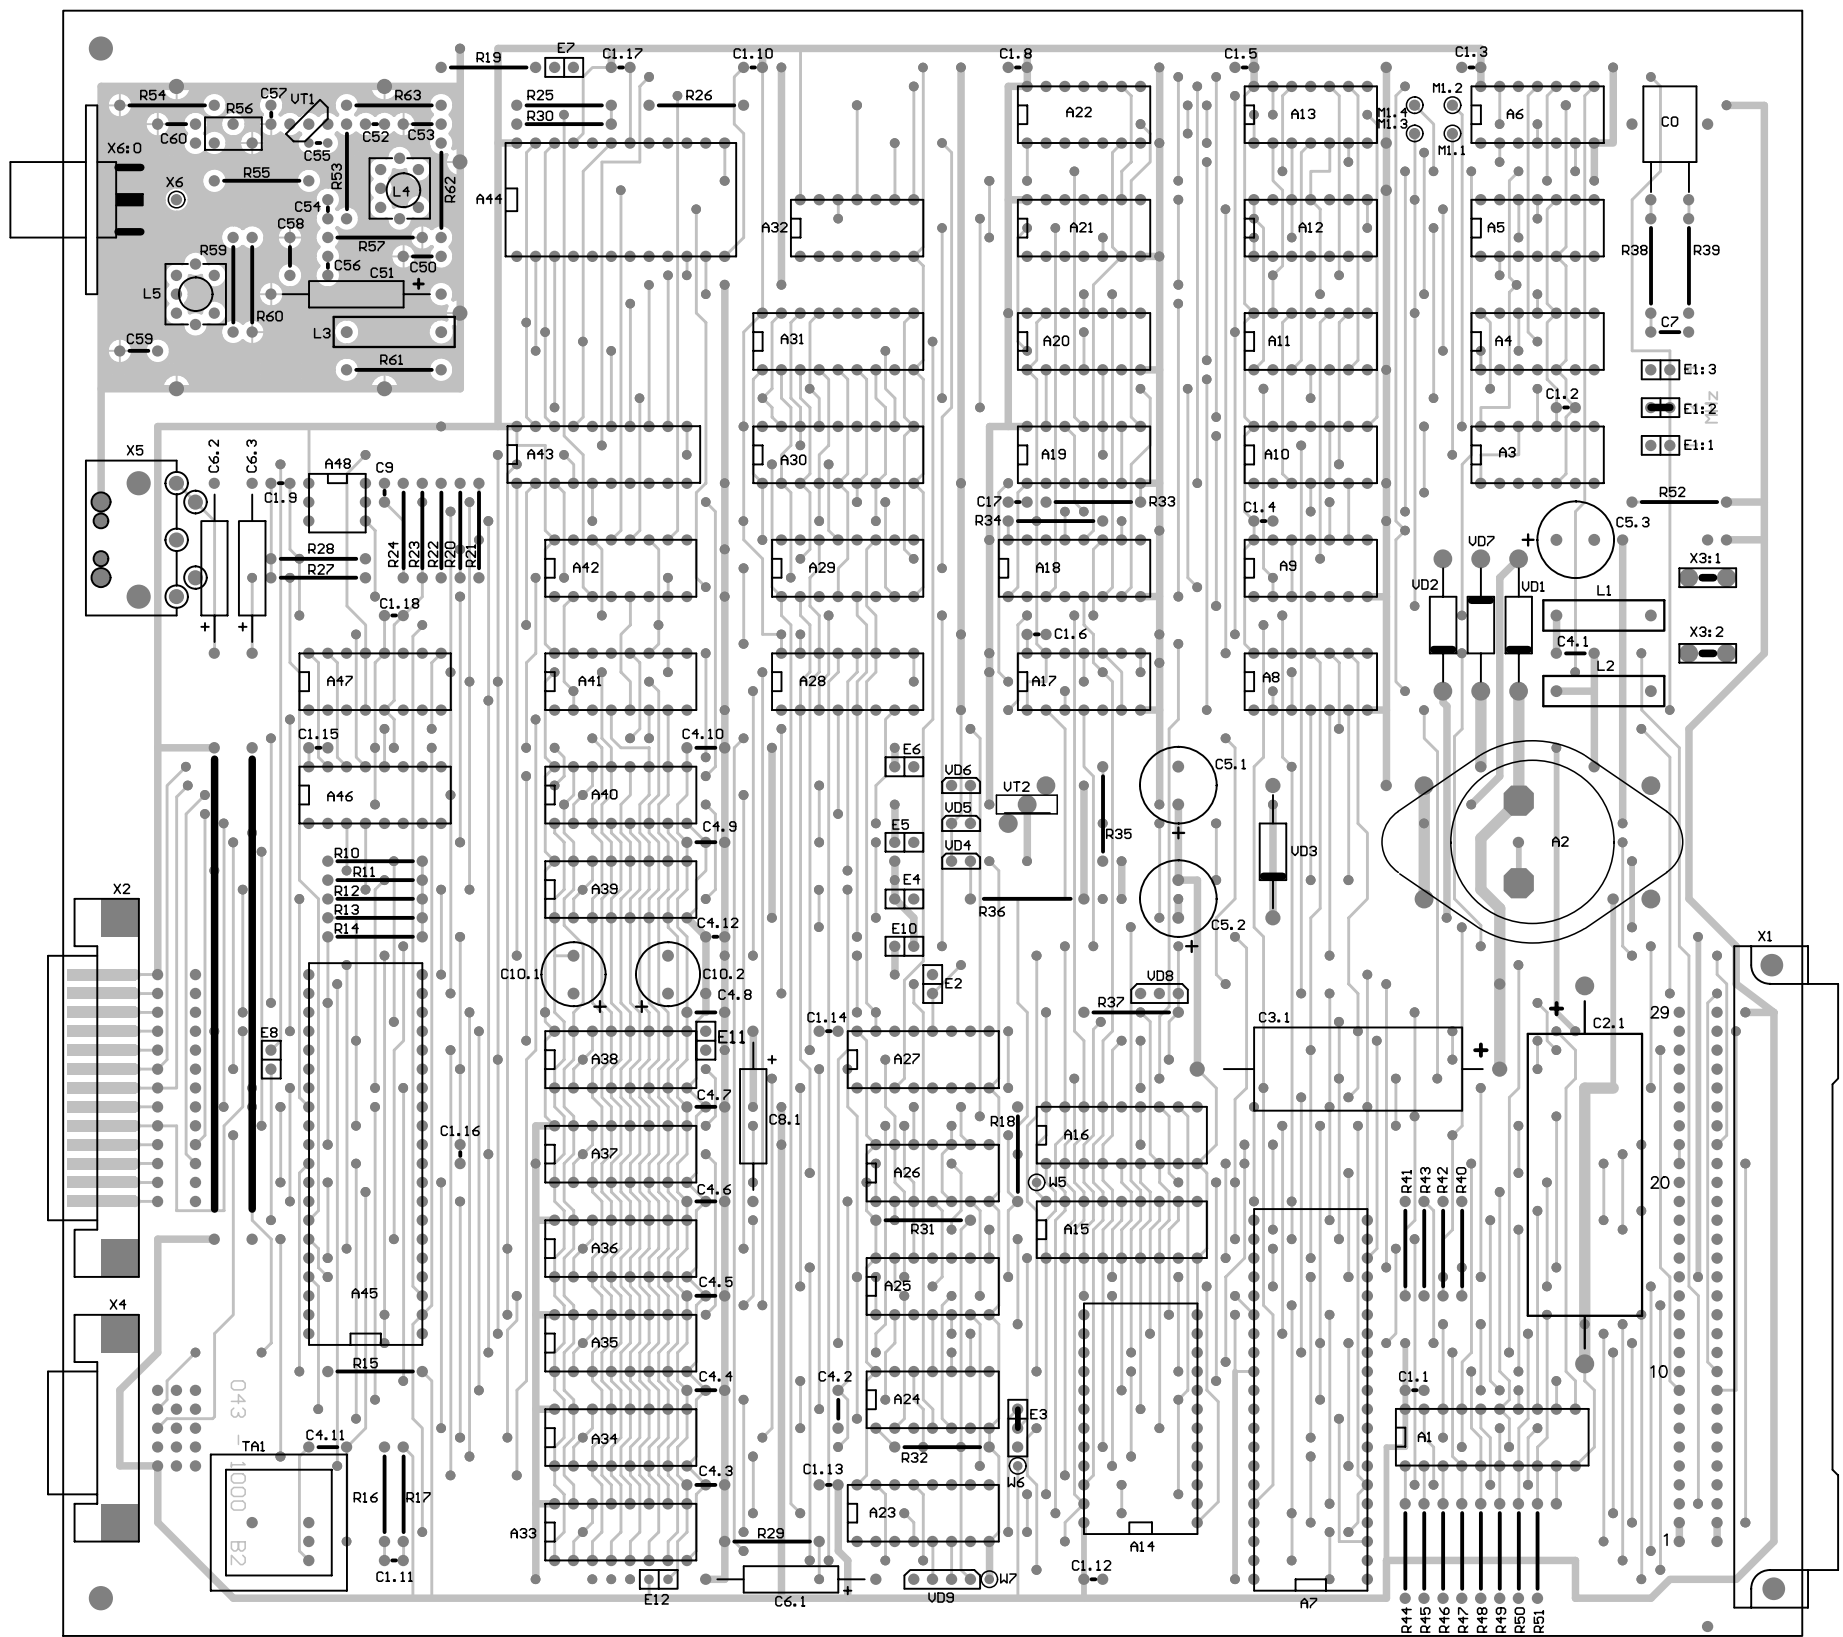 R19
E7
C1.17
C1.10
C1.8
C1.5
C1.3
R54
C57
VT1
R63
R25
R26
M1.2
R56
R30
A22
A13
M1.4
A6
C0
C60
C52
C53
M1.3
X6:0
C55
M1.1
R55
R53
L4
R62
X6
A44
C54
A32
A21
A12
A5
C58
R59
R57
R38
R39
C56
C51
C50
+
L5
R60
L3
C59
A31
A20
A11
A4
C7
R61
E1:3
C1.2
E1:2
MZ
E1:1
X5
C6.2
C6.3
A48
C9
A43
A30
A19
A10
A3
C1.9
C17
R33
R52
R34
C1.4
C5.3
+
R28
R24
R23
R22
R20
R21
VD7
X3:1
R27
A42
A29
A18
A9
VD2
VD1
L1
C1.18
+
+
C1.6
X3:2
C4.1
L2
A47
A41
A28
A17
A8
C1.15
C4.10
E6
C5.1
VD6
VT2
A46
A40
VD5
E5
C4.9
+
R35
A2
VD4
VD3
R10
R11
A39
E4
R12
X2
R36
R13
C5.2
R14
C4.12
E10
+
X1
C10.1
C10.2
E2
VD8
+
+
C4.8
R37
+
C3.1
C2.1
29
E8
C1.14
E11
A38
A27
+
+
C4.7
C8.1
R18
A16
C1.16
A37
A26
R41
R43
R42
R40
W5
20
C4.6
R31
A15
A36
A45
C4.5
A25
X4
A35
R15
C4.4
C4.2
10
C1.1
A24
E3
043 - 1000 B2
C4.11
TA1
A34
R32
A1
W6
C4.3
C1.13
R16
R17
A33
A23
R29
1
A14
C1.11
C1.12
E12
+
C6.1
VD9
W7
A7
R44
R45
R46
R47
R48
R49
R50
R51